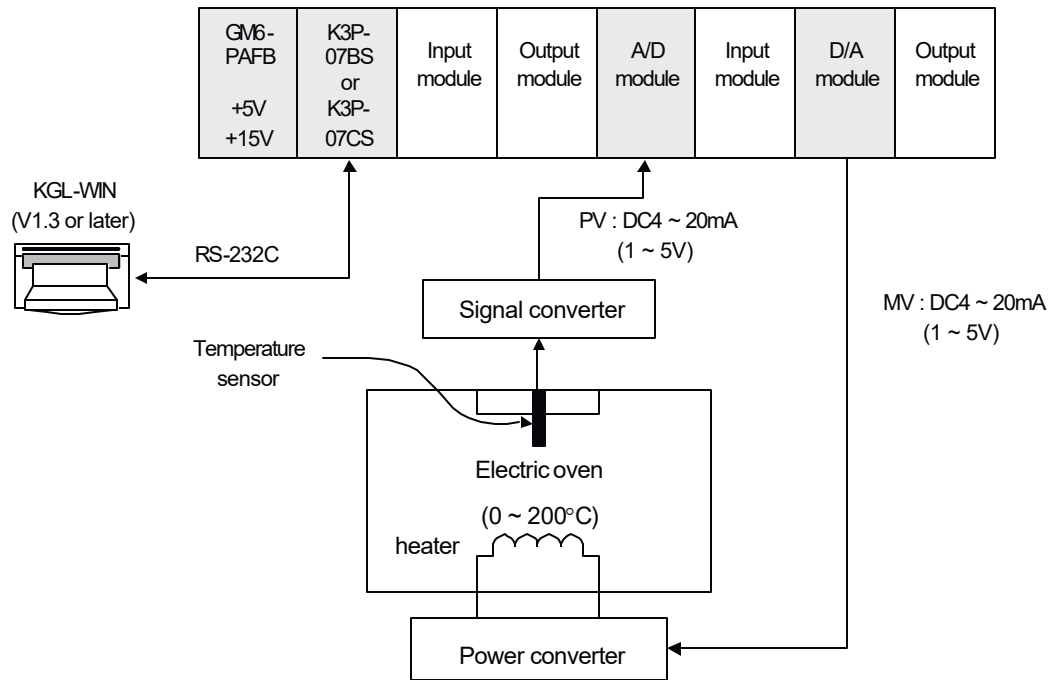 GM6-
PAFB
+5V
+15V
K3P-
07BS
or
K3P-
07CS
Input
module
Output
module
A/D
module
Input
module
D/A
module
Output
module
KGL-WIN
(V1.3 or later)
RS-232C
PV : DC4 ~ 20mA
(1 ~ 5V)
Signal converter
MV : DC4 ~ 20mA
(1 ~ 5V)
Temperature
sensor
Electric oven
(0 ~ 200°C)
heater
Power converter